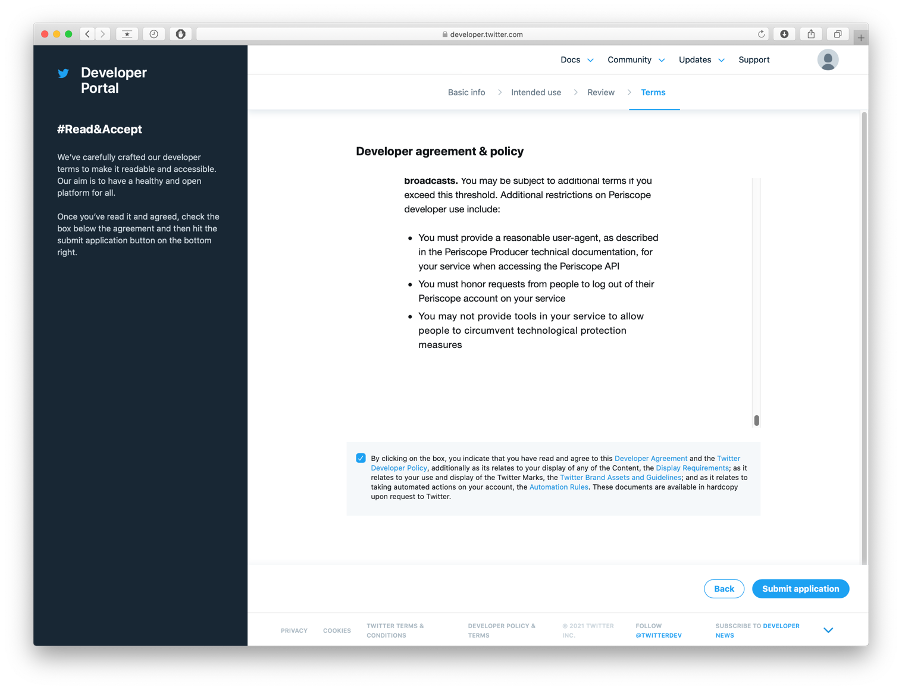 developer.twitter.com
Developer
Portal
#Read&Accept
We've carefully crafted our developer
terms to make it readable and accessible.
Our aim is to have a healthy and open
platform for all.
Once you've read it and agreed, check the
box below the agreement and then hit the
submit application button on the bottom
right.
Docs Community Updates Support
Basic info Intended use Review Terms
Developer agreement & policy
broadcasts. You may be subject to additional terms if you
exceed this threshold. Additional restrictions on Periscope
developer use include:
• You must provide a reasonable user-agent, as described
in the Periscope Producer technical documentation, for
your service when accessing the Periscope API
• You must honor requests from people to log out of their
Periscope account on your service
• You may not provide tools in your service to allow
people to circumvent technological protection
measures
By clicking on the box, you indicate that you have read and agree to this Developer Agreement and the Twitter
Developer Policy, additionally as its relates to your display of any of the Content, the Display Requirements; as it
relates to your use and display of the Twitter Marks, the Twitter Brand Assets and Guidelines; and as it relates to
taking automated actions on your account, the Automation Rules. These documents are available in hardcopy
upon request to Twitter.
Back Submit application
PRIVACY
COOKIES
TWITTER TERMS &
CONDITIONS
DEVELOPER POLICY &
TERMS
© 2021 TWITTER
INC.
FOLLOW
@TWITTERDEV
SUBSCRIBE TO DEVELOPER
NEWS